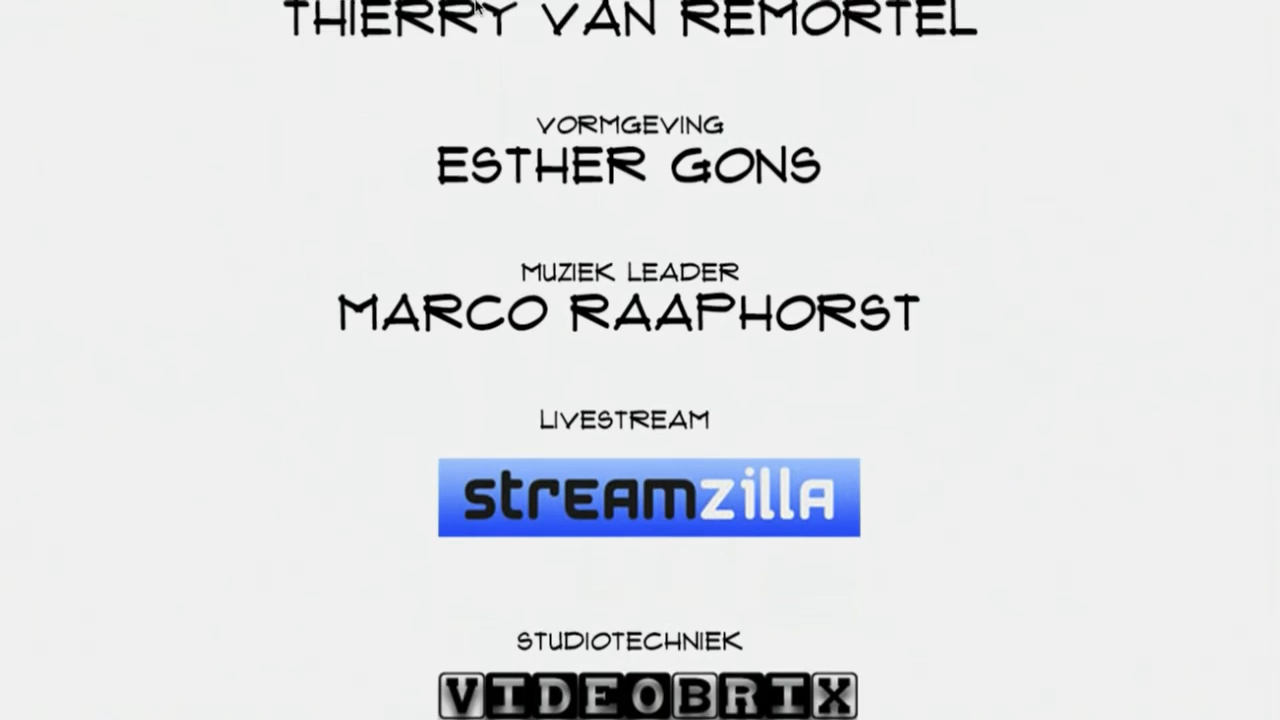 THIERRY VAN REMORTEL
VORMGEVING
ESTHER GONS
MUZIEK LEADER
MARCO RAAPHORST
LIVESTREAM
streamzilla
STUDIOTECHNIEK
VIDEOBRIX